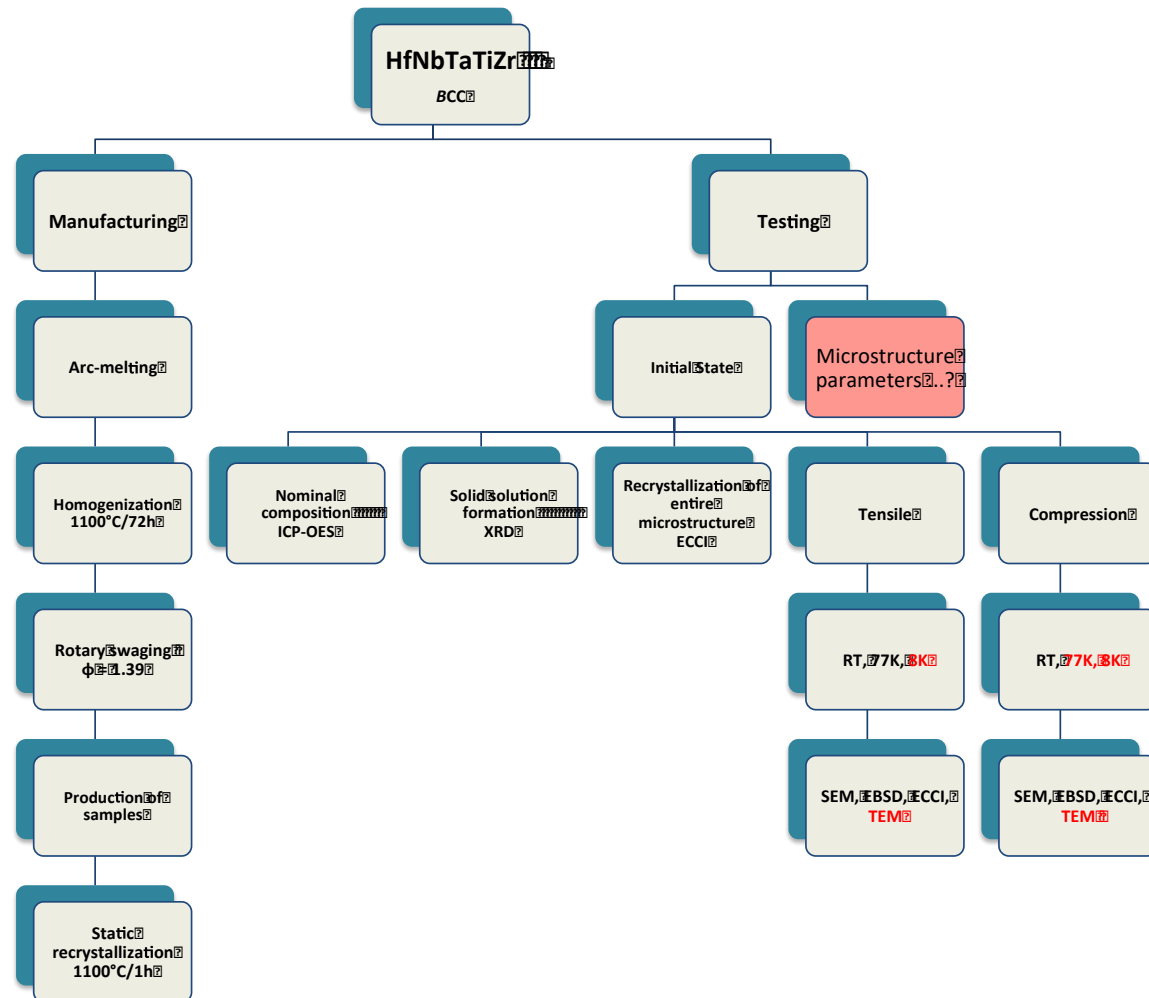 HfNbTaTiZr
BCC
Manufacturing
Testing
Arc-melting
Initial State
Microstructure
parameters ..?
Homogenization
1100°C/72h
Nominal
composition
ICP-OES
Solid solution
formation
XRD
Recrystallization of
entire
microstructure
ECCI
Tensile
Compression
Rotary swaging
ϕ = 1.39
RT, 77K, 8K
RT, 77K, 8K
Production of
samples
SEM, EBSD, ECCI,
TEM
SEM, EBSD, ECCI,
TEM
Static
recrystallization
1100°C/1h